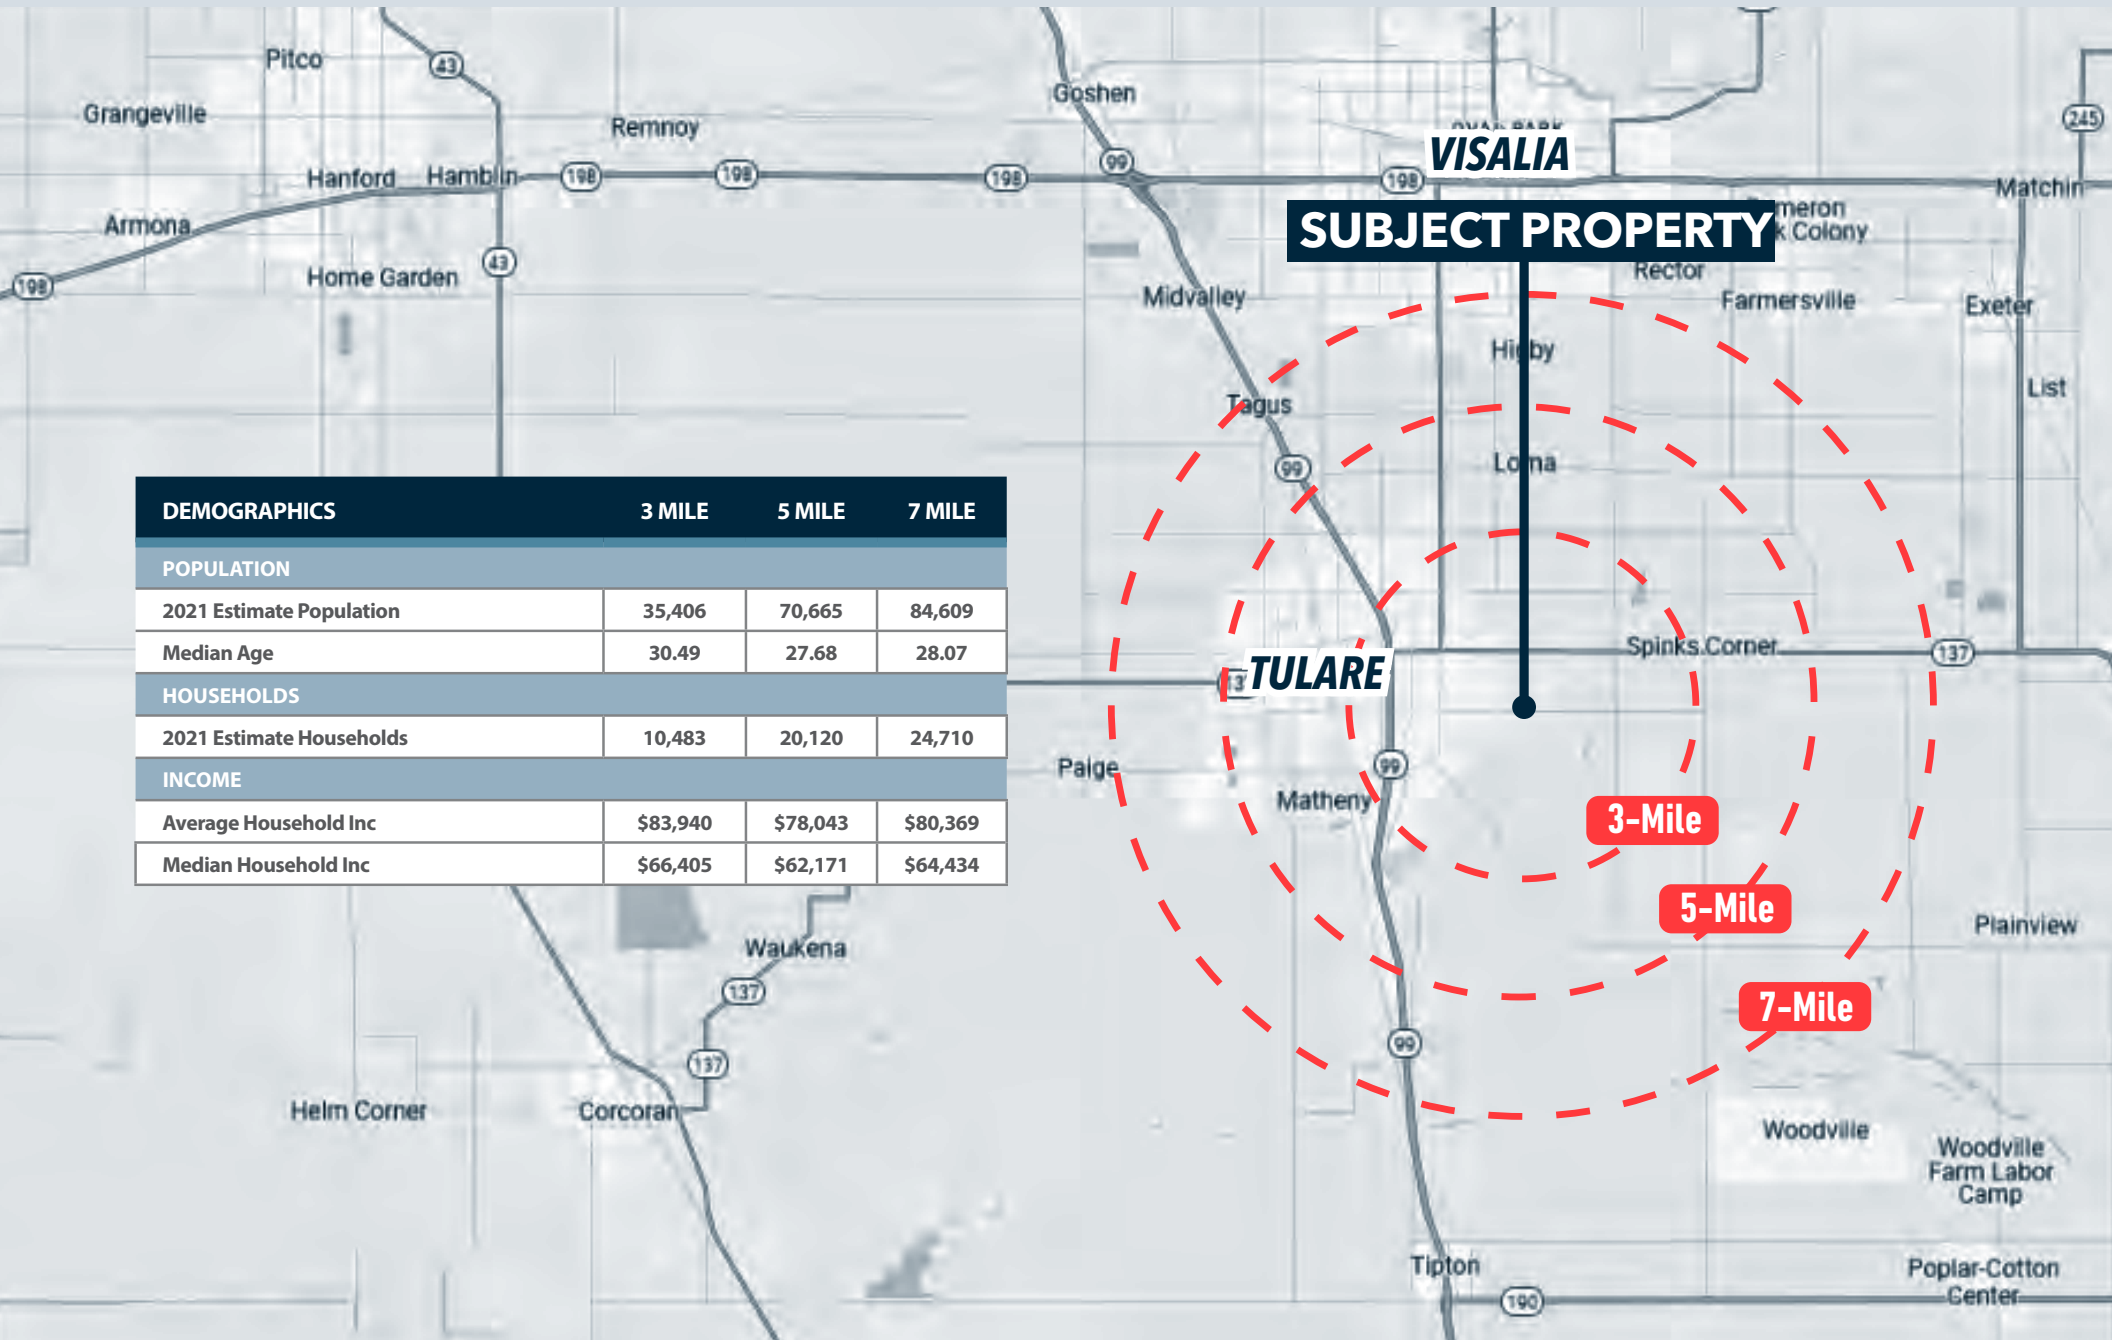 Pitco
43
Grangeville
Remnoy
Goshen
99
245
VISALIA
Hanford
Hamblin
198
198
198
198
Matchin
Armona
SUBJECT PROPERTY
Colony
Home Garden
43
198
Rector
Midvalley
Farmersville
Exeter
Higby
List
Tagus
Loma
99
DEMOGRAPHICS 3 MILE 5 MILE 7 MILE
POPULATION
2021 Estimate Population 35,406 70,665 84,609
Median Age 30.49 27.68 28.07
HOUSEHOLDS
2021 Estimate Households 10,483 20,120 24,710
INCOME
Average Household Inc $83,940 $78,043 $80,369
Median Household Inc $66,405 $62,171 $64,434
Spinks Corner
137
TULARE
Paige
99
Matheny
3-Mile
5-Mile
Plainview
Waukena
137
7-Mile
99
137
Helm Corner
Corcoran
Woodville
Woodville
Farm Labor
Camp
Tipton
Poplar-Cotton
Center
190